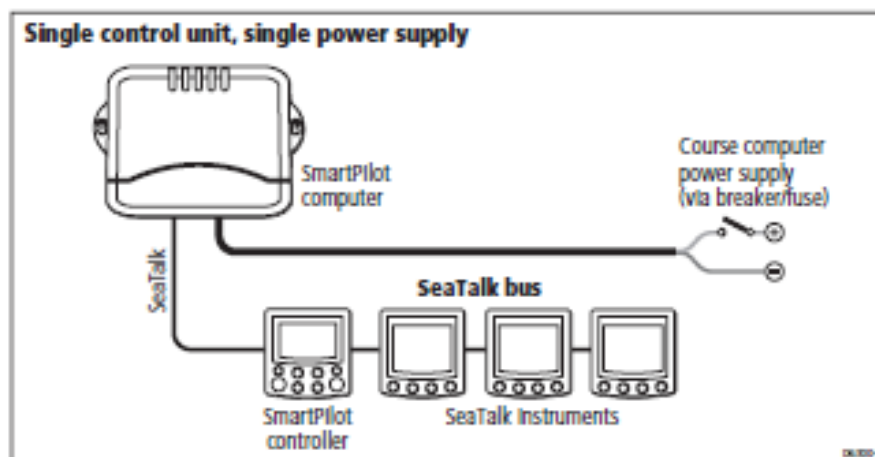 Single control unit, single power supply
SmartPilot
computer
Course computer
power supply
(via breaker/fuse)
SeaTalk
SeaTalk bus
SmartPilot
controller
SeaTalk Instruments